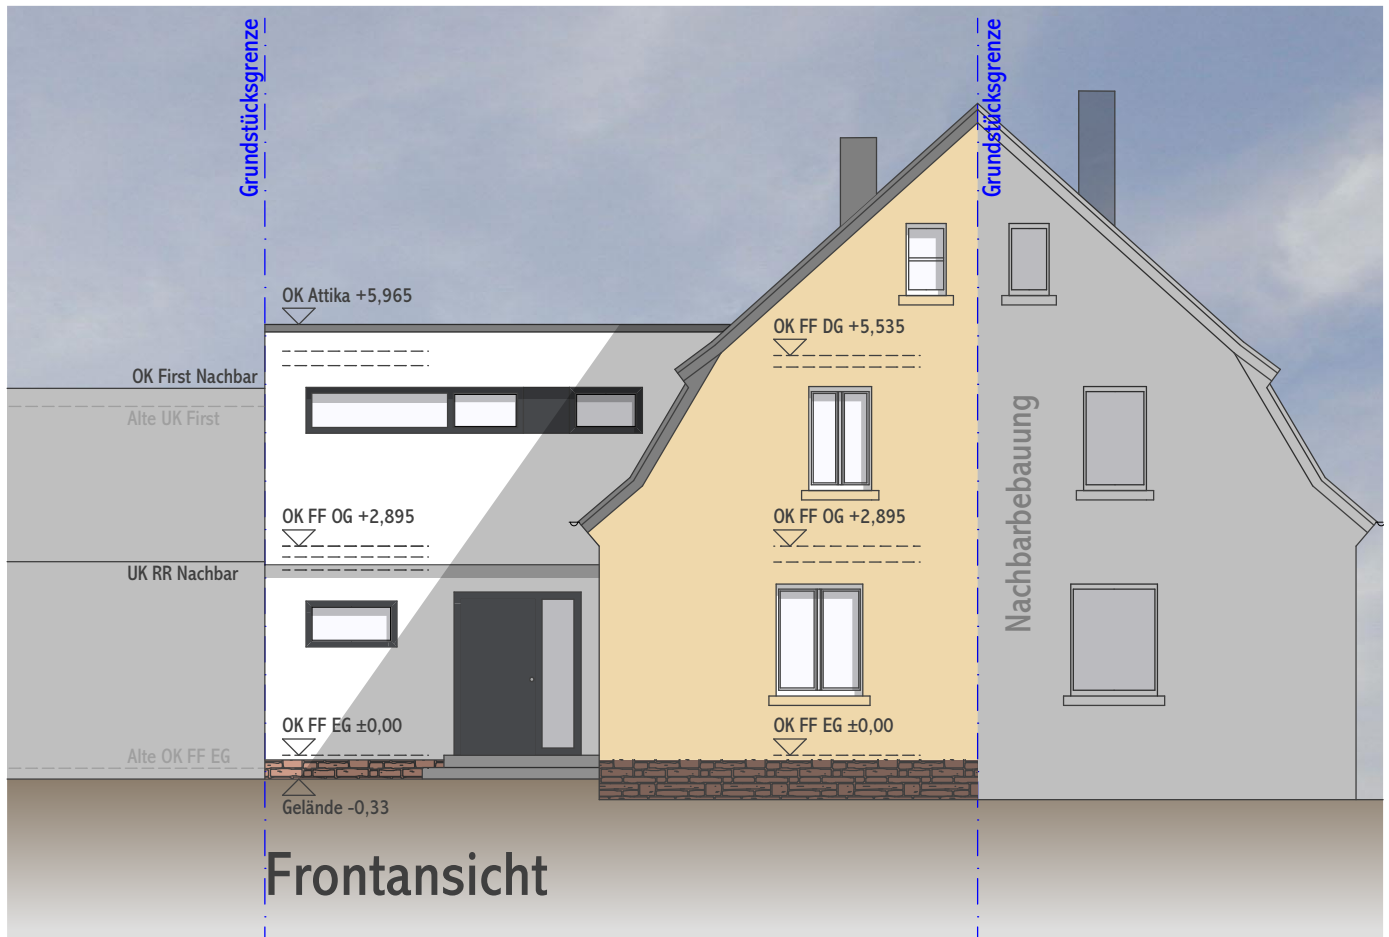 Grundstücksgrenze
Grundstücksgrenze
OK Attika +5,965
OK FF DG +5,535
OK First Nachbar
Alte UK First
Nachbarbebauung
OK FF OG +2,895
OK FF OG +2,895
UK RR Nachbar
OK FF EG ±0,00
OK FF EG ±0,00
Alte OK FF EG
Gelände -0,33
Frontansicht